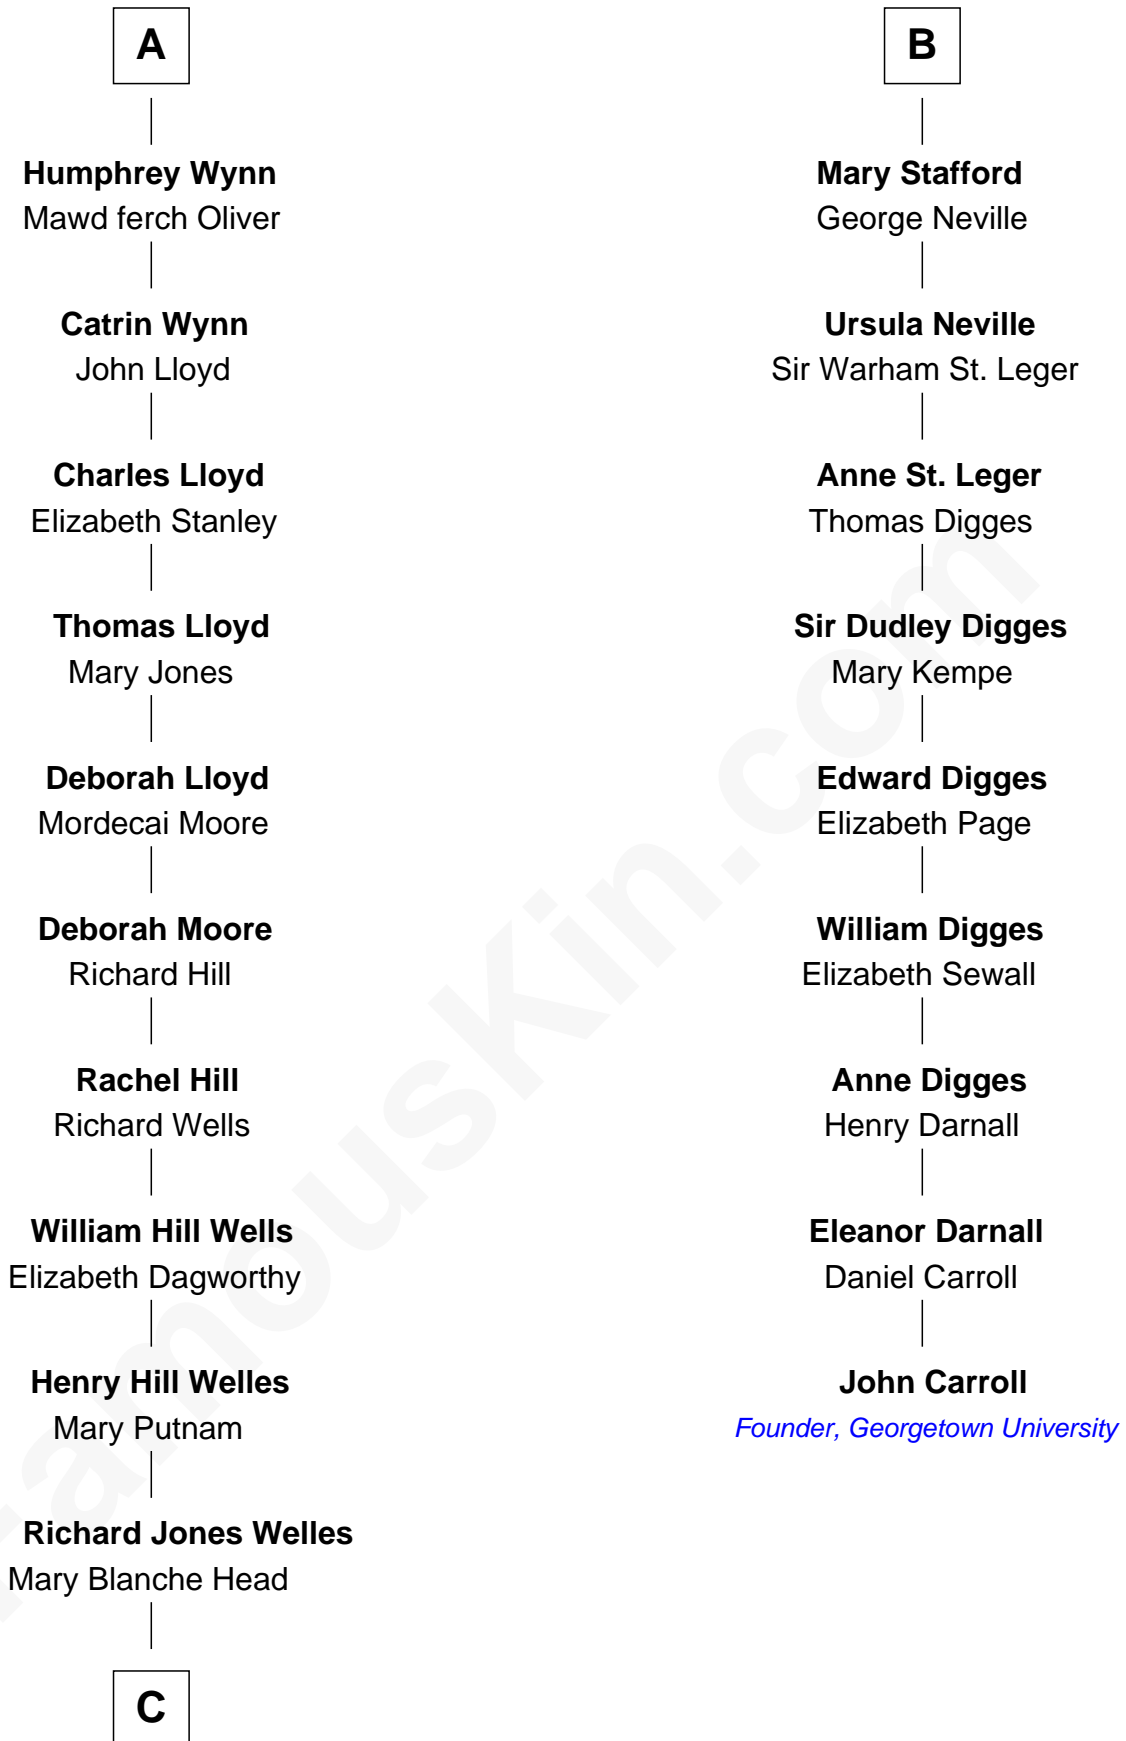 A
Humphrey Wynn
Mawd ferch Oliver
Catrin Wynn
John Lloyd
Charles Lloyd
Elizabeth Stanley
Thomas Lloyd
Mary Jones
Deborah Lloyd
Mordecai Moore
Deborah Moore
Richard Hill
Rachel Hill
Richard Wells
William Hill Wells
Elizabeth Dagworthy
Henry Hill Welles
Mary Putnam
Richard Jones Welles
Mary Blanche Head
C
B
Mary Stafford
George Neville
Ursula Neville
Sir Warham St. Leger
Anne St. Leger
Thomas Digges
Sir Dudley Digges
Mary Kempe
Edward Digges
Elizabeth Page
William Digges
Elizabeth Sewall
Anne Digges
Henry Darnall
Eleanor Darnall
Daniel Carroll
John Carroll
Founder, Georgetown University
FamousKin.com